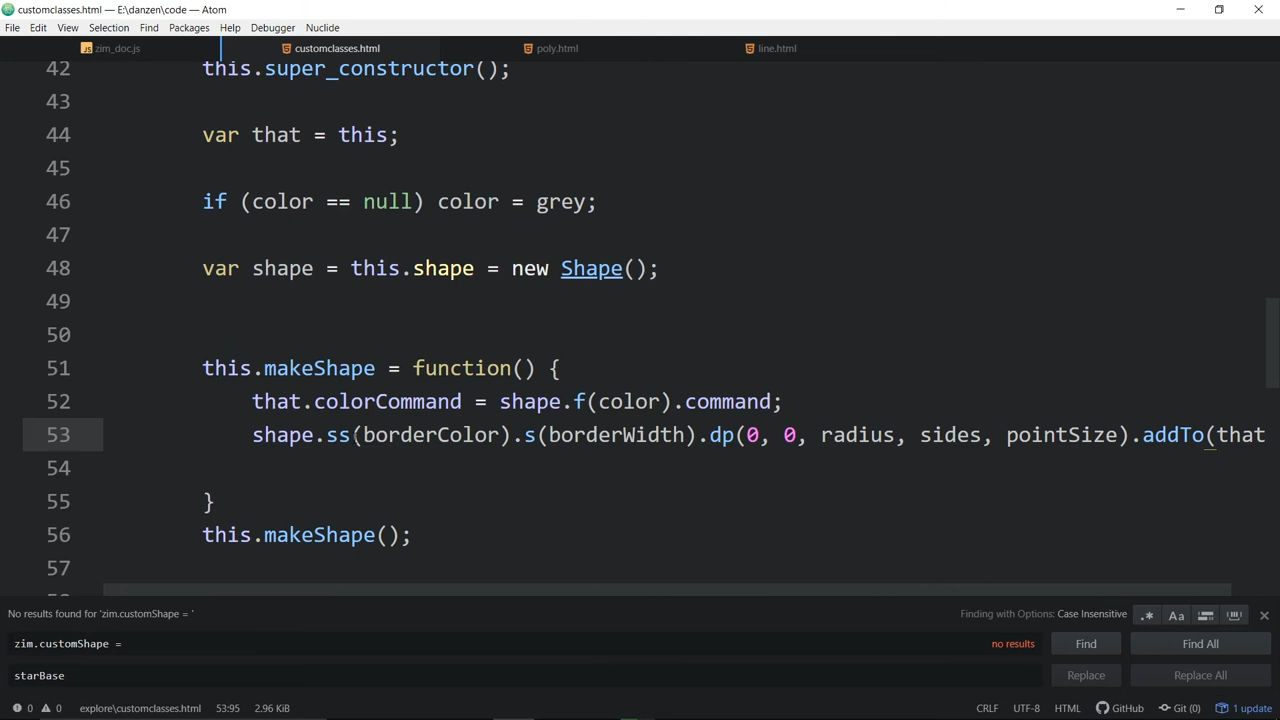 customclasses.html — E:\danzen\code — Atom
File Edit View Selection Find Packages Help Debugger Nuclide
zim_doc.js customclasses.html poly.html line.html
42 this.super_constructor();
43
44 var that = this;
45
46 if (color == null) color = grey;
47
48 var shape = this.shape = new Shape();
49
50
51 this.makeShape = function() {
52 that.colorCommand = shape.f(color).command;
53 shape.ss(borderColor).s(borderWidth).dp(0, 0, radius, sides, pointSize).addTo(that
54
55 }
56 this.makeShape();
57
No results found for 'zim.customShape = ' Finding with Options: Case Insensitive .* Aa
zim.customShape = no results Find Find All
starBase Replace Replace All
0 0 explore\customclasses.html 53:95 2.96 KiB CRLF UTF-8 HTML GitHub Git (0) 1 update